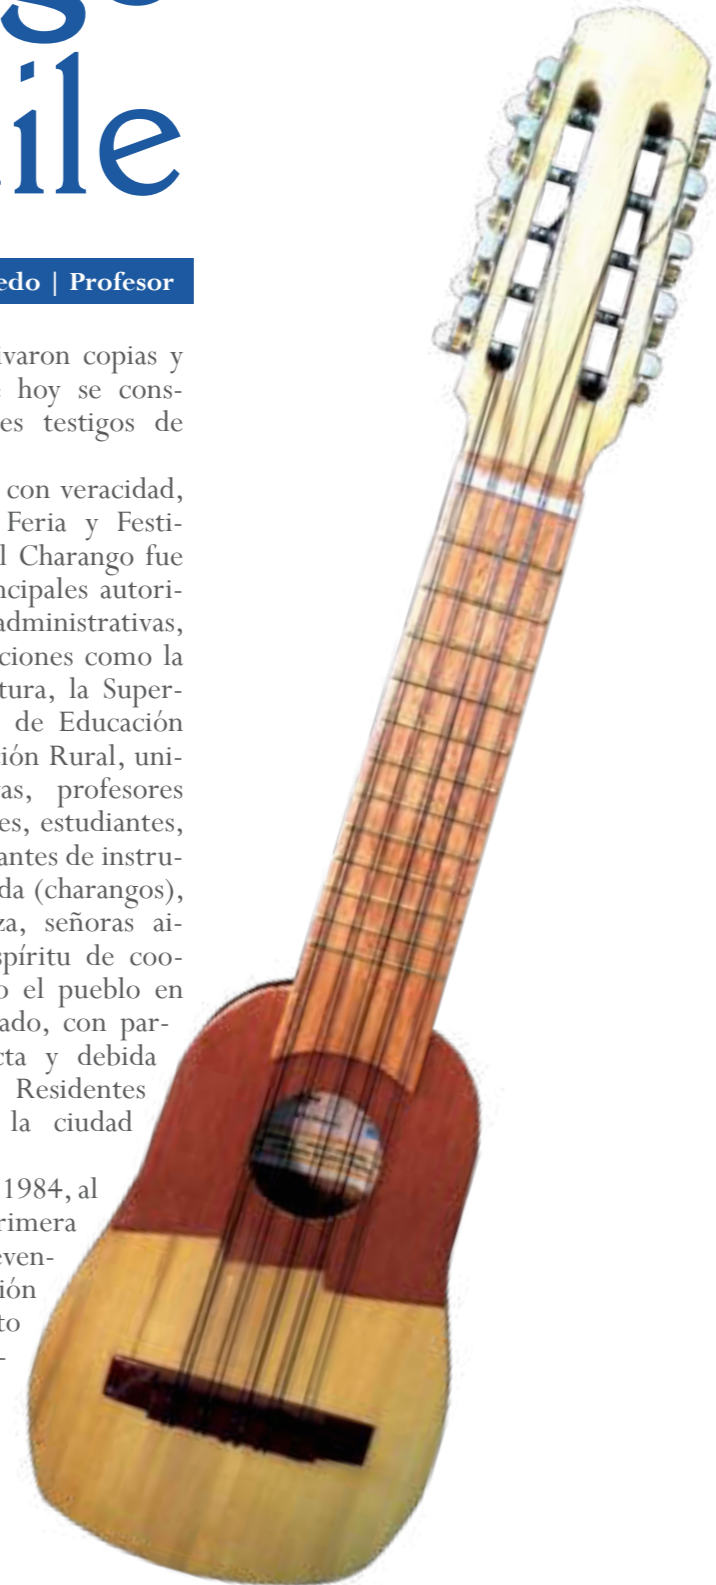 ile
edo | Profesor
ivaron copias y
hoy se cons-
es testigos de
con veracidad,
Feria y Festi-
l Charango fue
ncipales autori-
administrativas,
ciones como la
tura, la Super-
de Educación
ción Rural, uni-
as, profesores
es, estudiantes,
antes de instru-
da (charangos),
za, señoras ai-
spíritu de coo-
o el pueblo en
ado, con par-
cta y debida
Residentes
la ciudad
1984, al
rimera
even-
ión
to
-